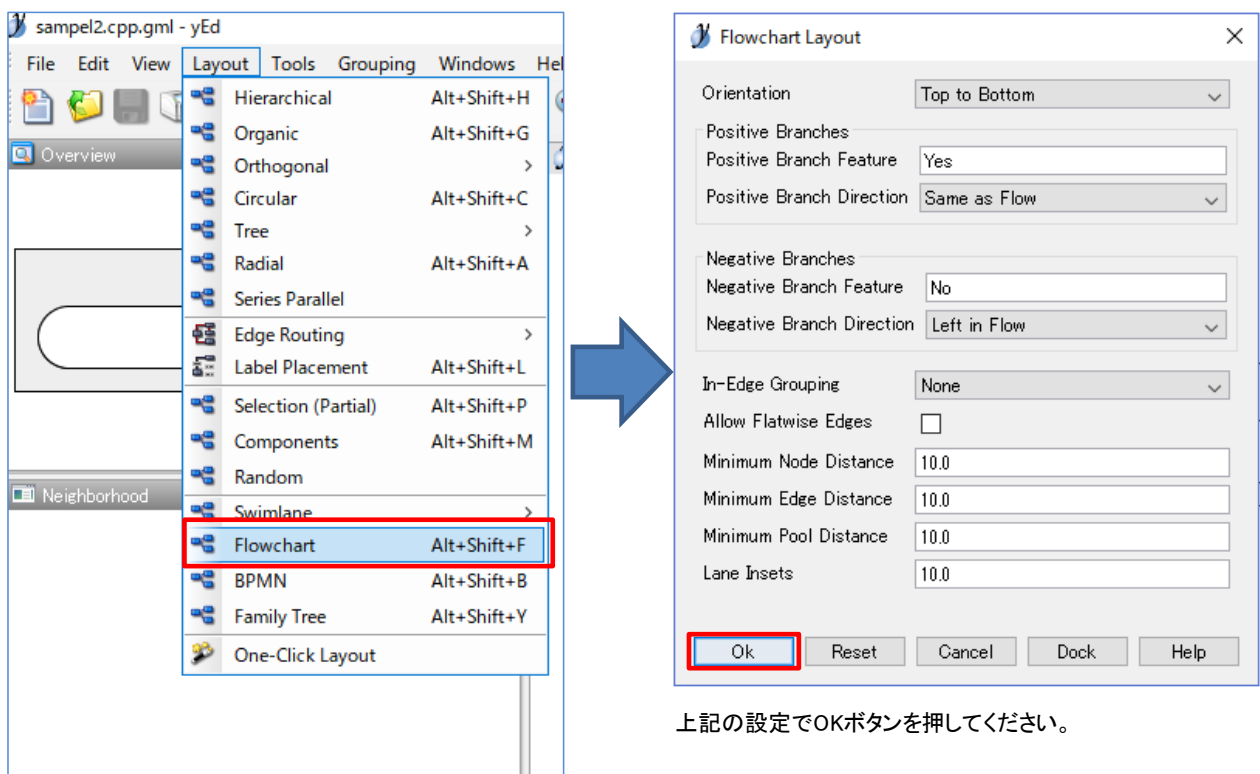 sampel2.cpp.gml - yEd
File Edit View Layout Tools Grouping Windows Hel
Overview
Neighborhood
Hierarchical Alt+Shift+H
Organic Alt+Shift+G
Orthogonal
Circular Alt+Shift+C
Tree
Radial Alt+Shift+A
Series Parallel
Edge Routing
Label Placement Alt+Shift+L
Selection (Partial) Alt+Shift+P
Components Alt+Shift+M
Random
Swimlane
Flowchart Alt+Shift+F
BPMN Alt+Shift+B
Family Tree Alt+Shift+Y
One-Click Layout
Flowchart Layout
Orientation Top to Bottom
Positive Branches
Positive Branch Feature Yes
Positive Branch Direction Same as Flow
Negative Branches
Negative Branch Feature No
Negative Branch Direction Left in Flow
In-Edge Grouping None
Allow Flatwise Edges
Minimum Node Distance 10.0
Minimum Edge Distance 10.0
Minimum Pool Distance 10.0
Lane Insets 10.0
Ok Reset Cancel Dock Help
上記の設定でOKボタンを押してください。